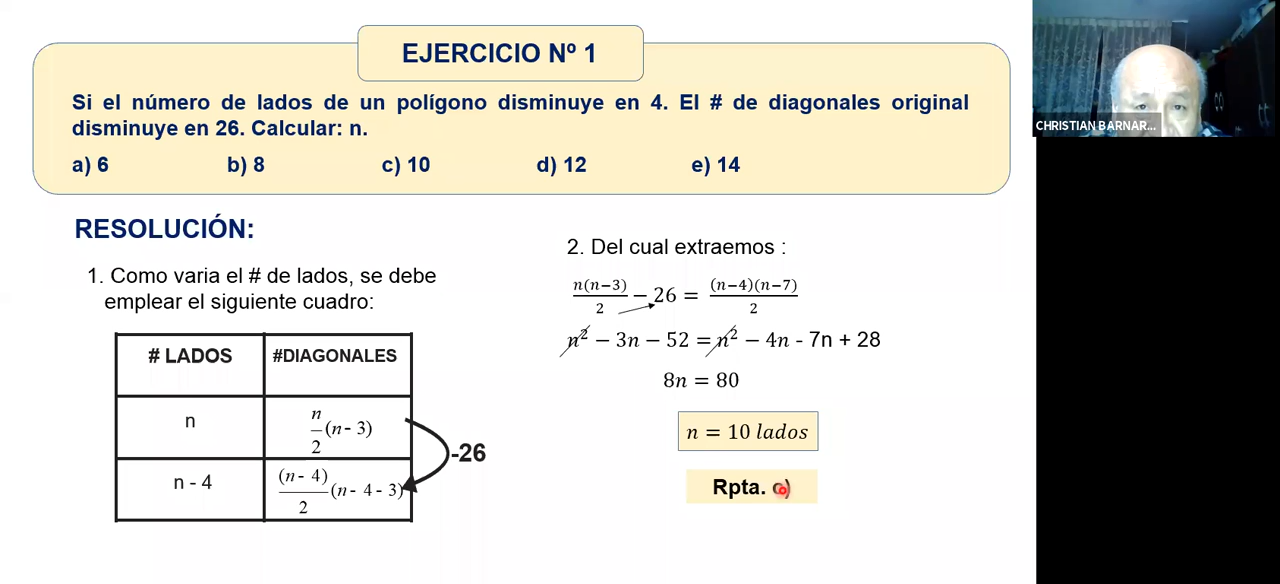 EJERCICIO Nº 1
Si el número de lados de un polígono disminuye en 4. El # de diagonales original
disminuye en 26. Calcular: n.
a) 6 b) 8 c) 10 d) 12 e) 14
CHRISTIAN BARNAR...
RESOLUCIÓN:
1. Como varia el # de lados, se debe
emplear el siguiente cuadro:
# LADOS #DIAGONALES
n n/2 (n - 3)
-26
n - 4 (n - 4)/2 (n - 4 - 3)
2. Del cual extraemos :
n(n−3)/2 − 26 = (n−4)(n−7)/2
n² − 3n − 52 = n² − 4n - 7n + 28
8n = 80
n = 10 lados
Rpta. c)